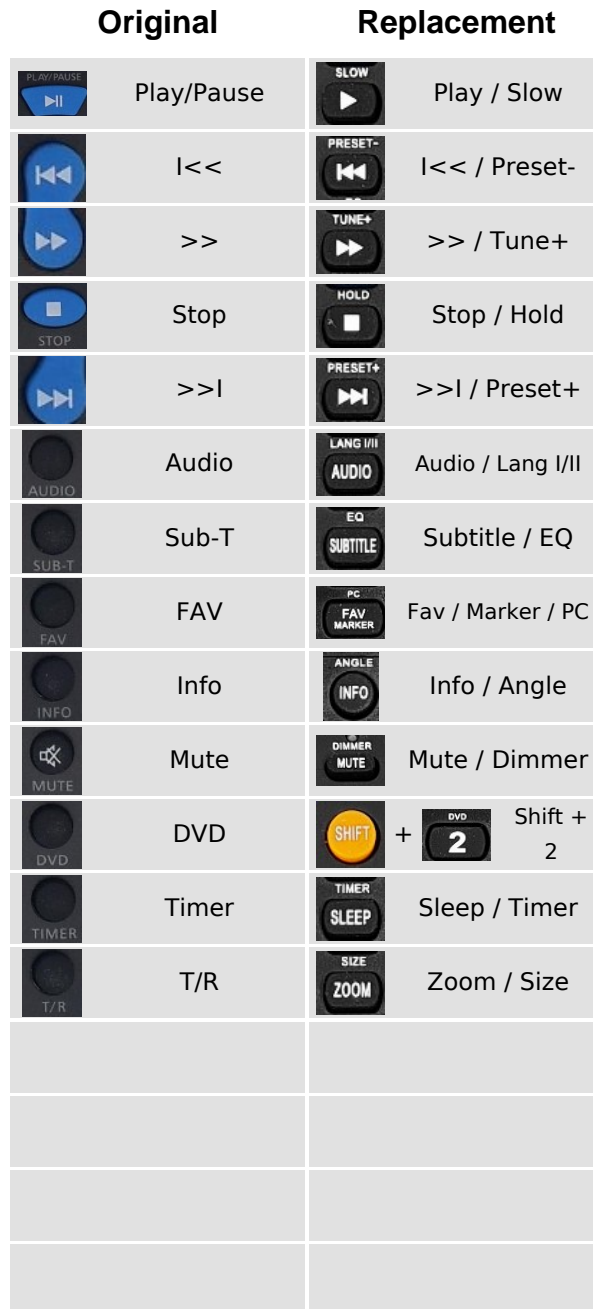 Original Replacement
PLAY/PAUSE Play/Pause SLOW Play / Slow
I<< PRESET- I<< / Preset-
>> TUNE+ >> / Tune+
STOP Stop HOLD Stop / Hold
>>I PRESET+ >>I / Preset+
AUDIO Audio LANG I/II AUDIO Audio / Lang I/II
SUB-T Sub-T EQ SUBTITLE Subtitle / EQ
FAV FAV PC FAV MARKER Fav / Marker / PC
INFO Info ANGLE INFO Info / Angle
MUTE Mute DIMMER MUTE Mute / Dimmer
DVD DVD SHIFT + DVD 2 Shift + 2
TIMER Timer TIMER SLEEP Sleep / Timer
T/R T/R SIZE ZOOM Zoom / Size